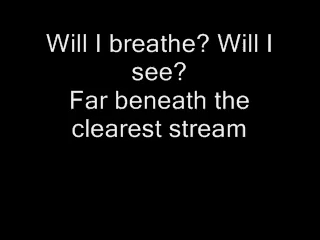 Will I breathe? Will I
see?
Far beneath the
clearest stream